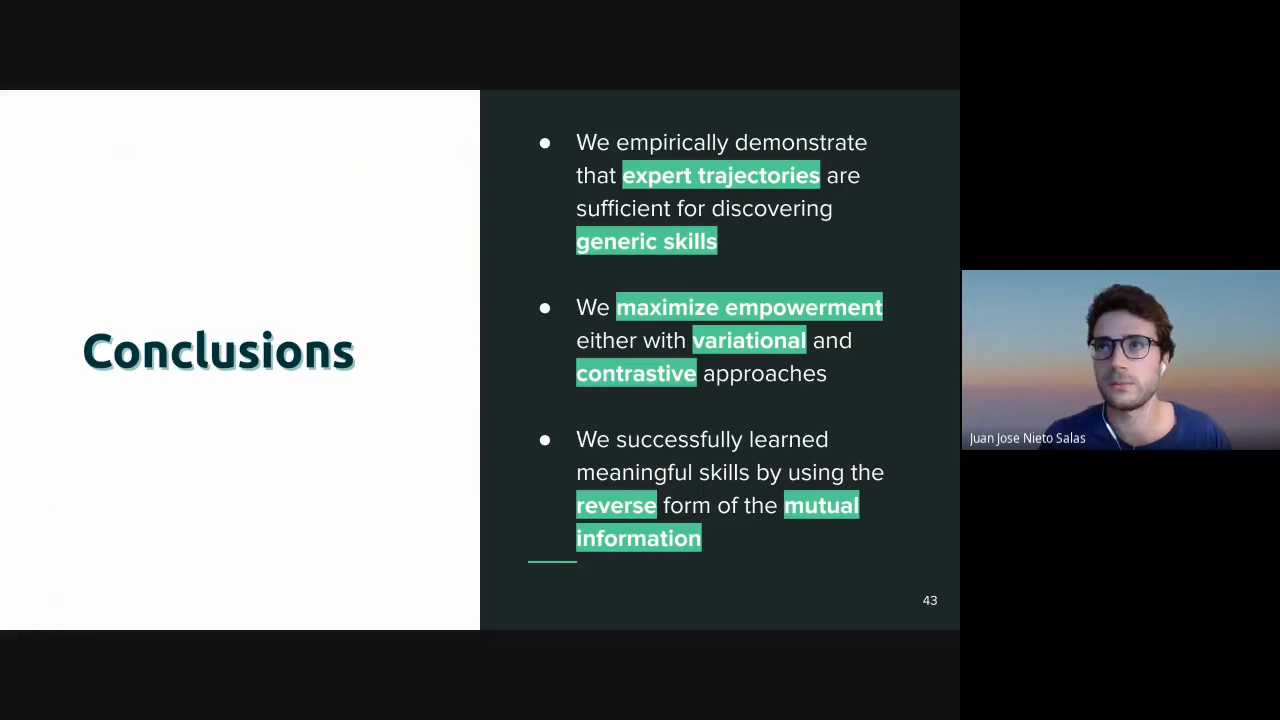 Conclusions
● We empirically demonstrate
that expert trajectories are
sufficient for discovering
generic skills
● We maximize empowerment
either with variational and
contrastive approaches
● We successfully learned
meaningful skills by using the
reverse form of the mutual
information
43
Juan Jose Nieto Salas